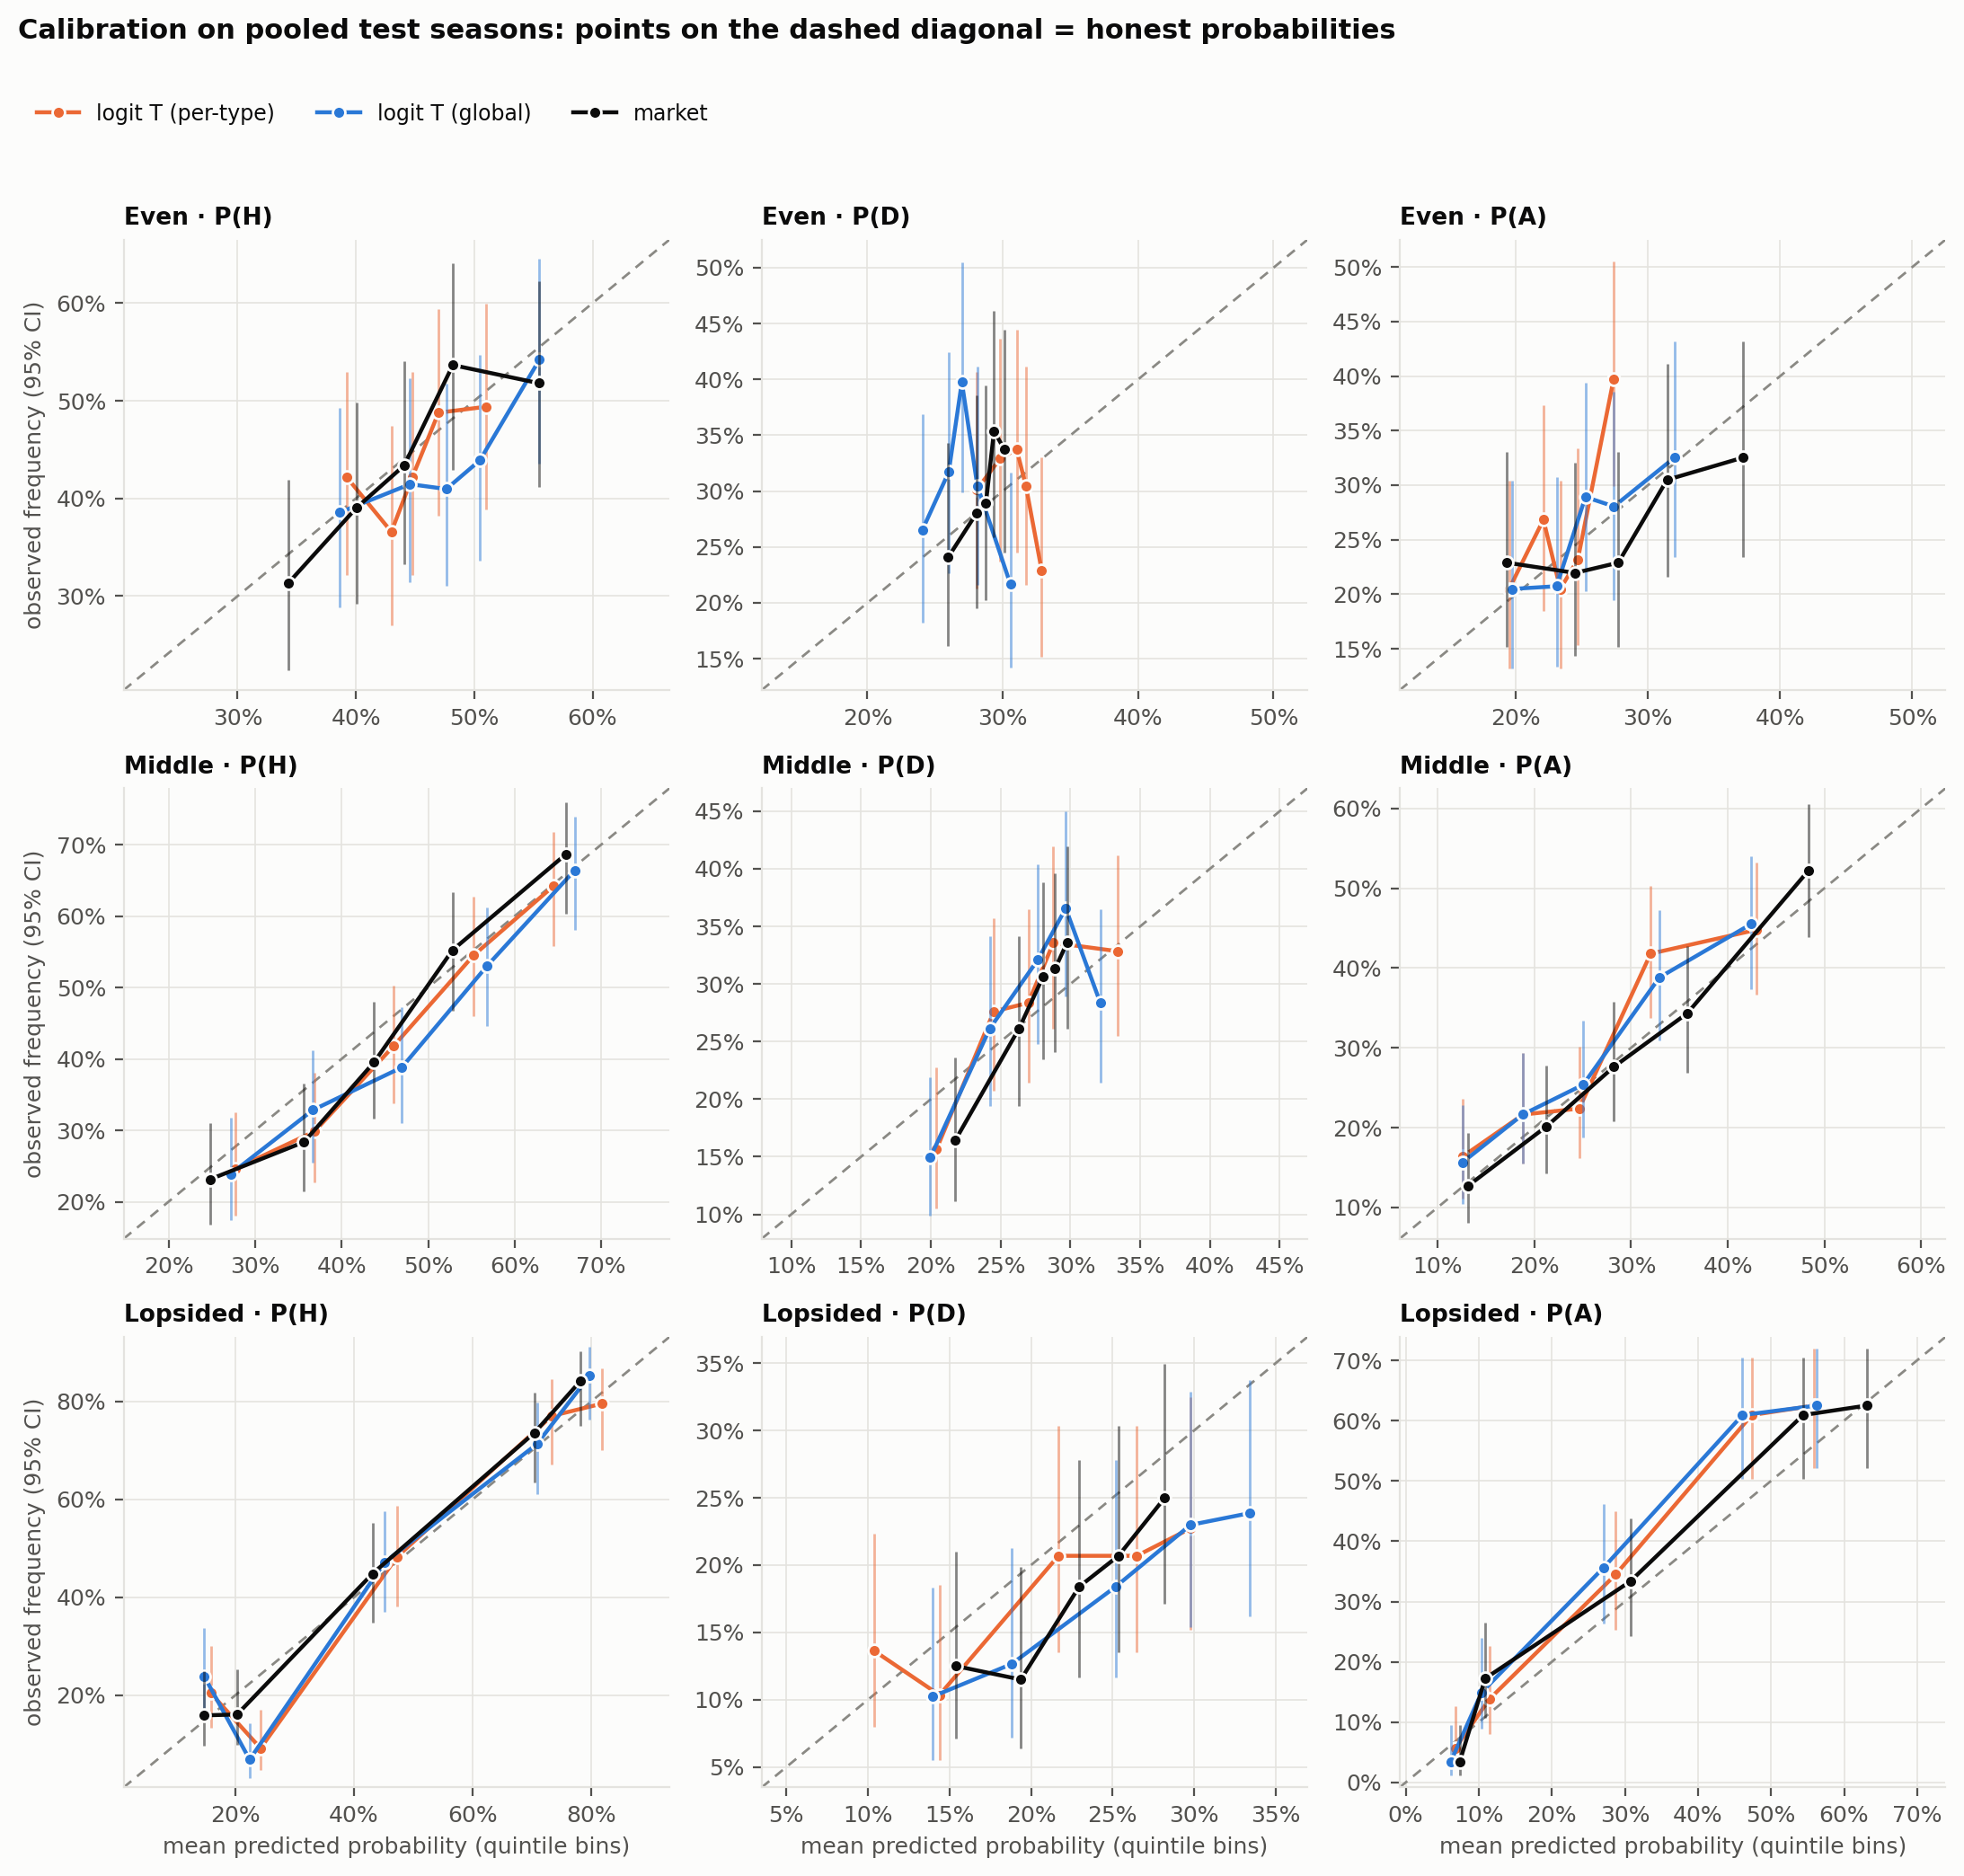 Calibration on pooled test seasons: points on the dashed diagonal = honest probabilities
logit T (per-type) logit T (global) market
Even · P(H) Even · P(D) Even · P(A)
observed frequency (95% CI)
60%
50%
40%
30%
30% 40% 50% 60%
50%
45%
40%
35%
30%
25%
20%
15%
20% 30% 40% 50%
50%
45%
40%
35%
30%
25%
20%
15%
20% 30% 40% 50%
Middle · P(H) Middle · P(D) Middle · P(A)
observed frequency (95% CI)
70%
60%
50%
40%
30%
20%
20% 30% 40% 50% 60% 70%
45%
40%
35%
30%
25%
20%
15%
10%
10% 15% 20% 25% 30% 35% 40% 45%
60%
50%
40%
30%
20%
10%
10% 20% 30% 40% 50% 60%
Lopsided · P(H) Lopsided · P(D) Lopsided · P(A)
observed frequency (95% CI)
80%
60%
40%
20%
20% 40% 60% 80%
mean predicted probability (quintile bins)
35%
30%
25%
20%
15%
10%
5%
5% 10% 15% 20% 25% 30% 35%
mean predicted probability (quintile bins)
70%
60%
50%
40%
30%
20%
10%
0%
0% 10% 20% 30% 40% 50% 60% 70%
mean predicted probability (quintile bins)